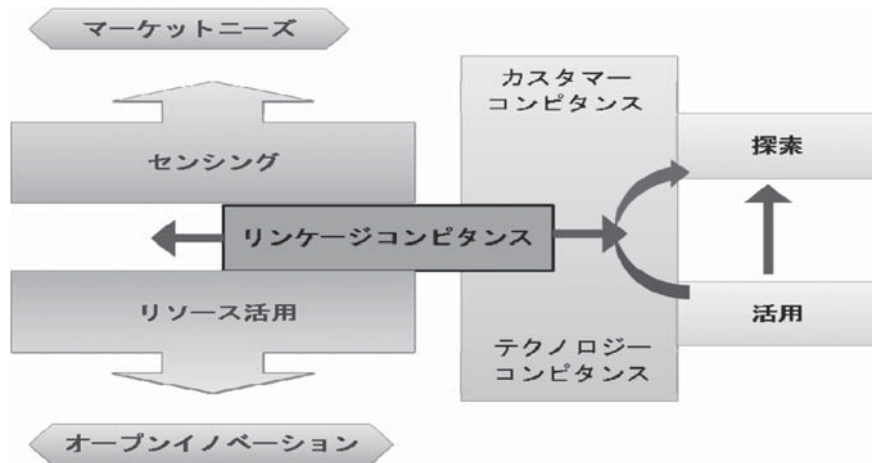 マーケットニーズ
センシング
リンケージコンピタンス
リソース活用
オープンイノベーション
カスタマー
コンピタンス
テクノロジー
コンピタンス
探素
活用